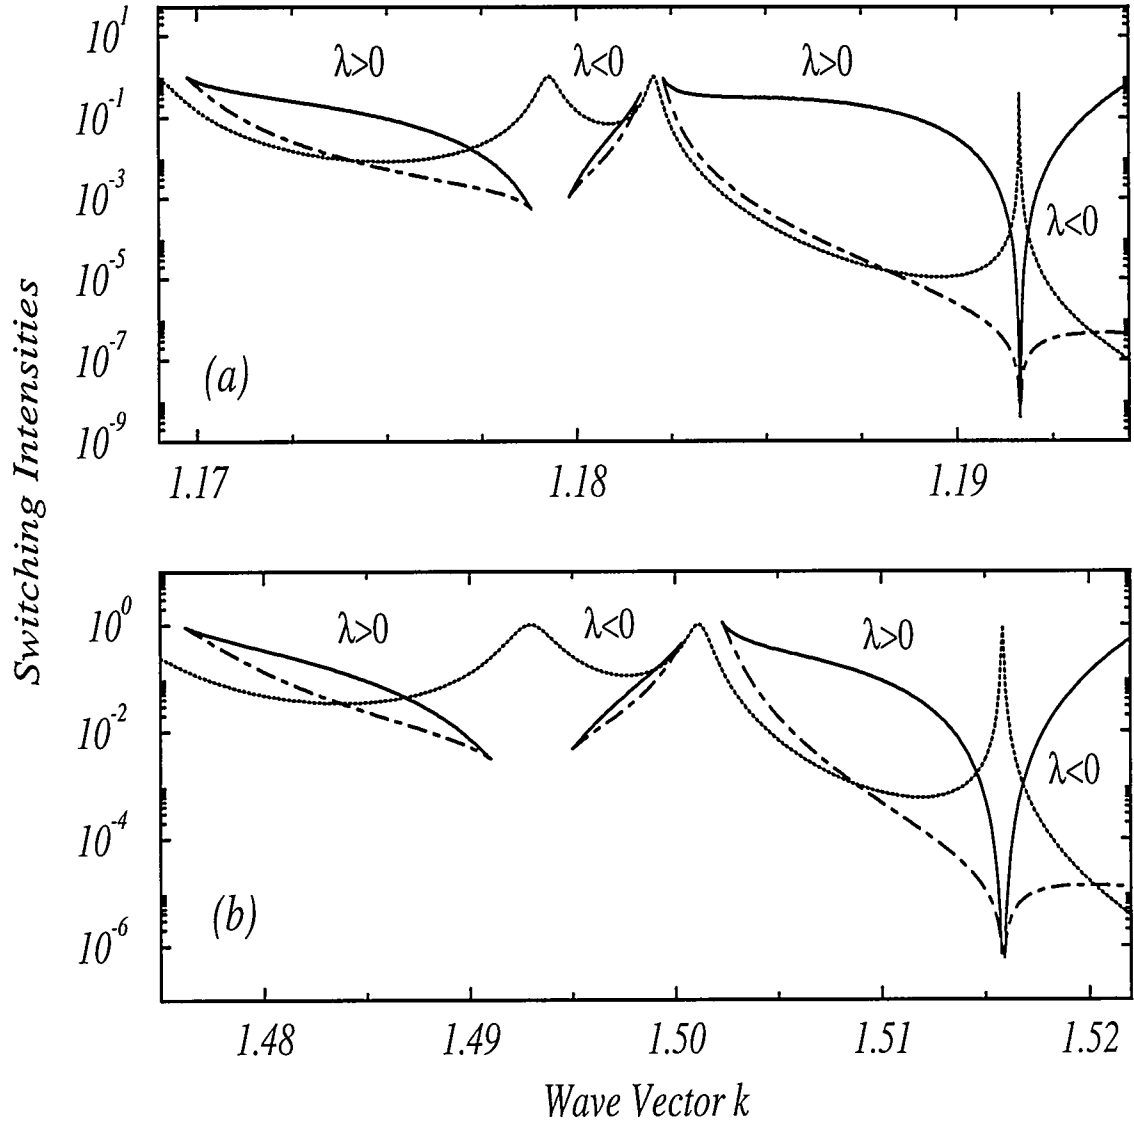 Switching Intensities
10^1
10^-1
10^-3
10^-5
10^-7
10^-9
λ>0 λ<0 λ>0
λ<0
(a)
1.17 1.18 1.19
10^0
10^-2
10^-4
10^-6
λ>0 λ<0 λ>0
λ<0
(b)
1.48 1.49 1.50 1.51 1.52
Wave Vector k